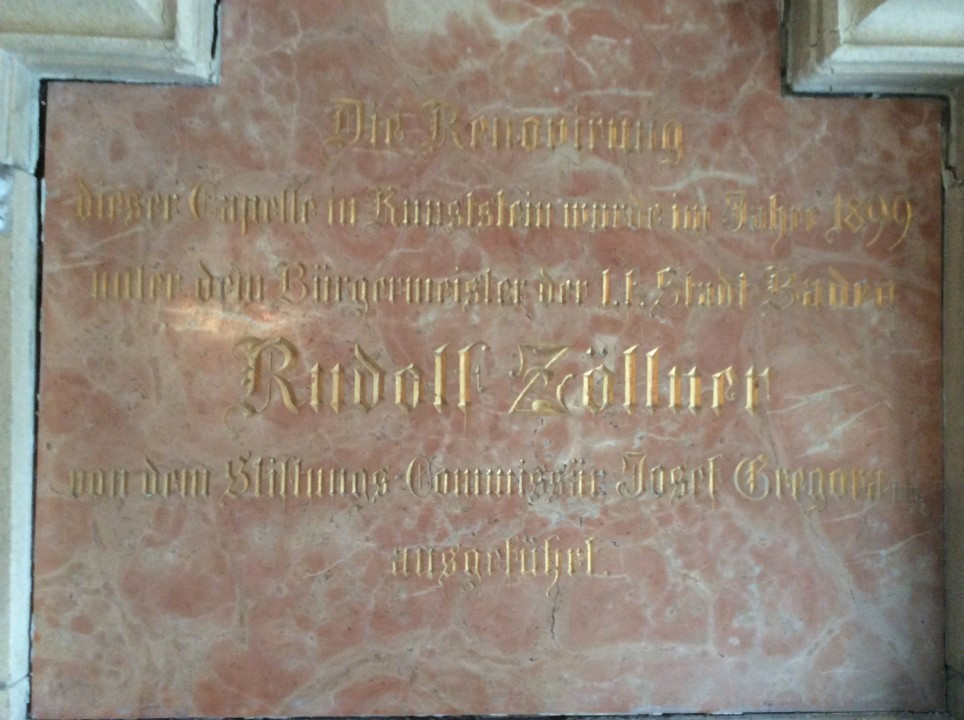 Die Renovirung
dieser Capelle in Kunststein wurde im Jahre 1899
unter dem Bürgermeister der l.f. Stadt Baden
Rudolf Zöllner
von dem Stiftungs-Commissär Josef Gregora
ausgeführt.